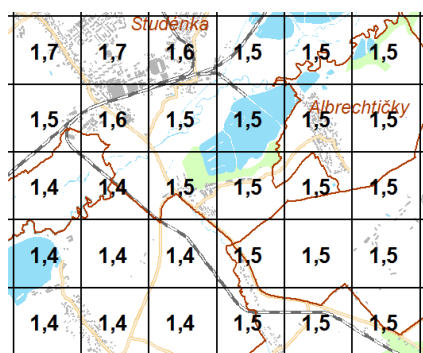 Studénka
1,7 1,7 1,6 1,5 1,5 1,5
Albrechtičky
1,5 1,6 1,5 1,5 1,5 1,5
1,4 1,4 1,5 1,5 1,5 1,5
1,4 1,4 1,4 1,5 1,5 1,5
1,4 1,4 1,4 1,5 1,5 1,5